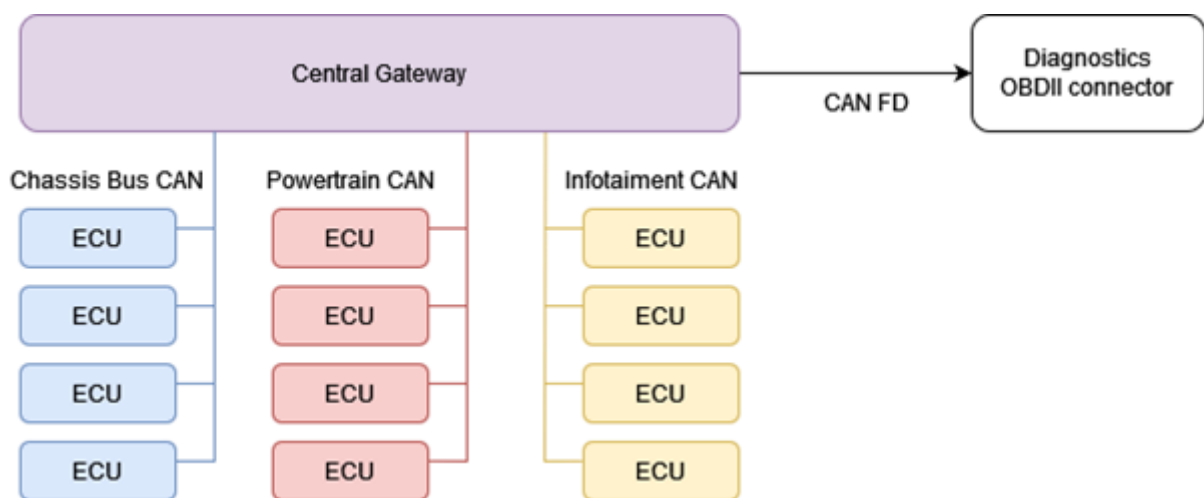 Central Gateway
CAN FD
Diagnostics
OBDII connector
Chassis Bus CAN
Powertrain CAN
Infotaiment CAN
ECU
ECU
ECU
ECU
ECU
ECU
ECU
ECU
ECU
ECU
ECU
ECU